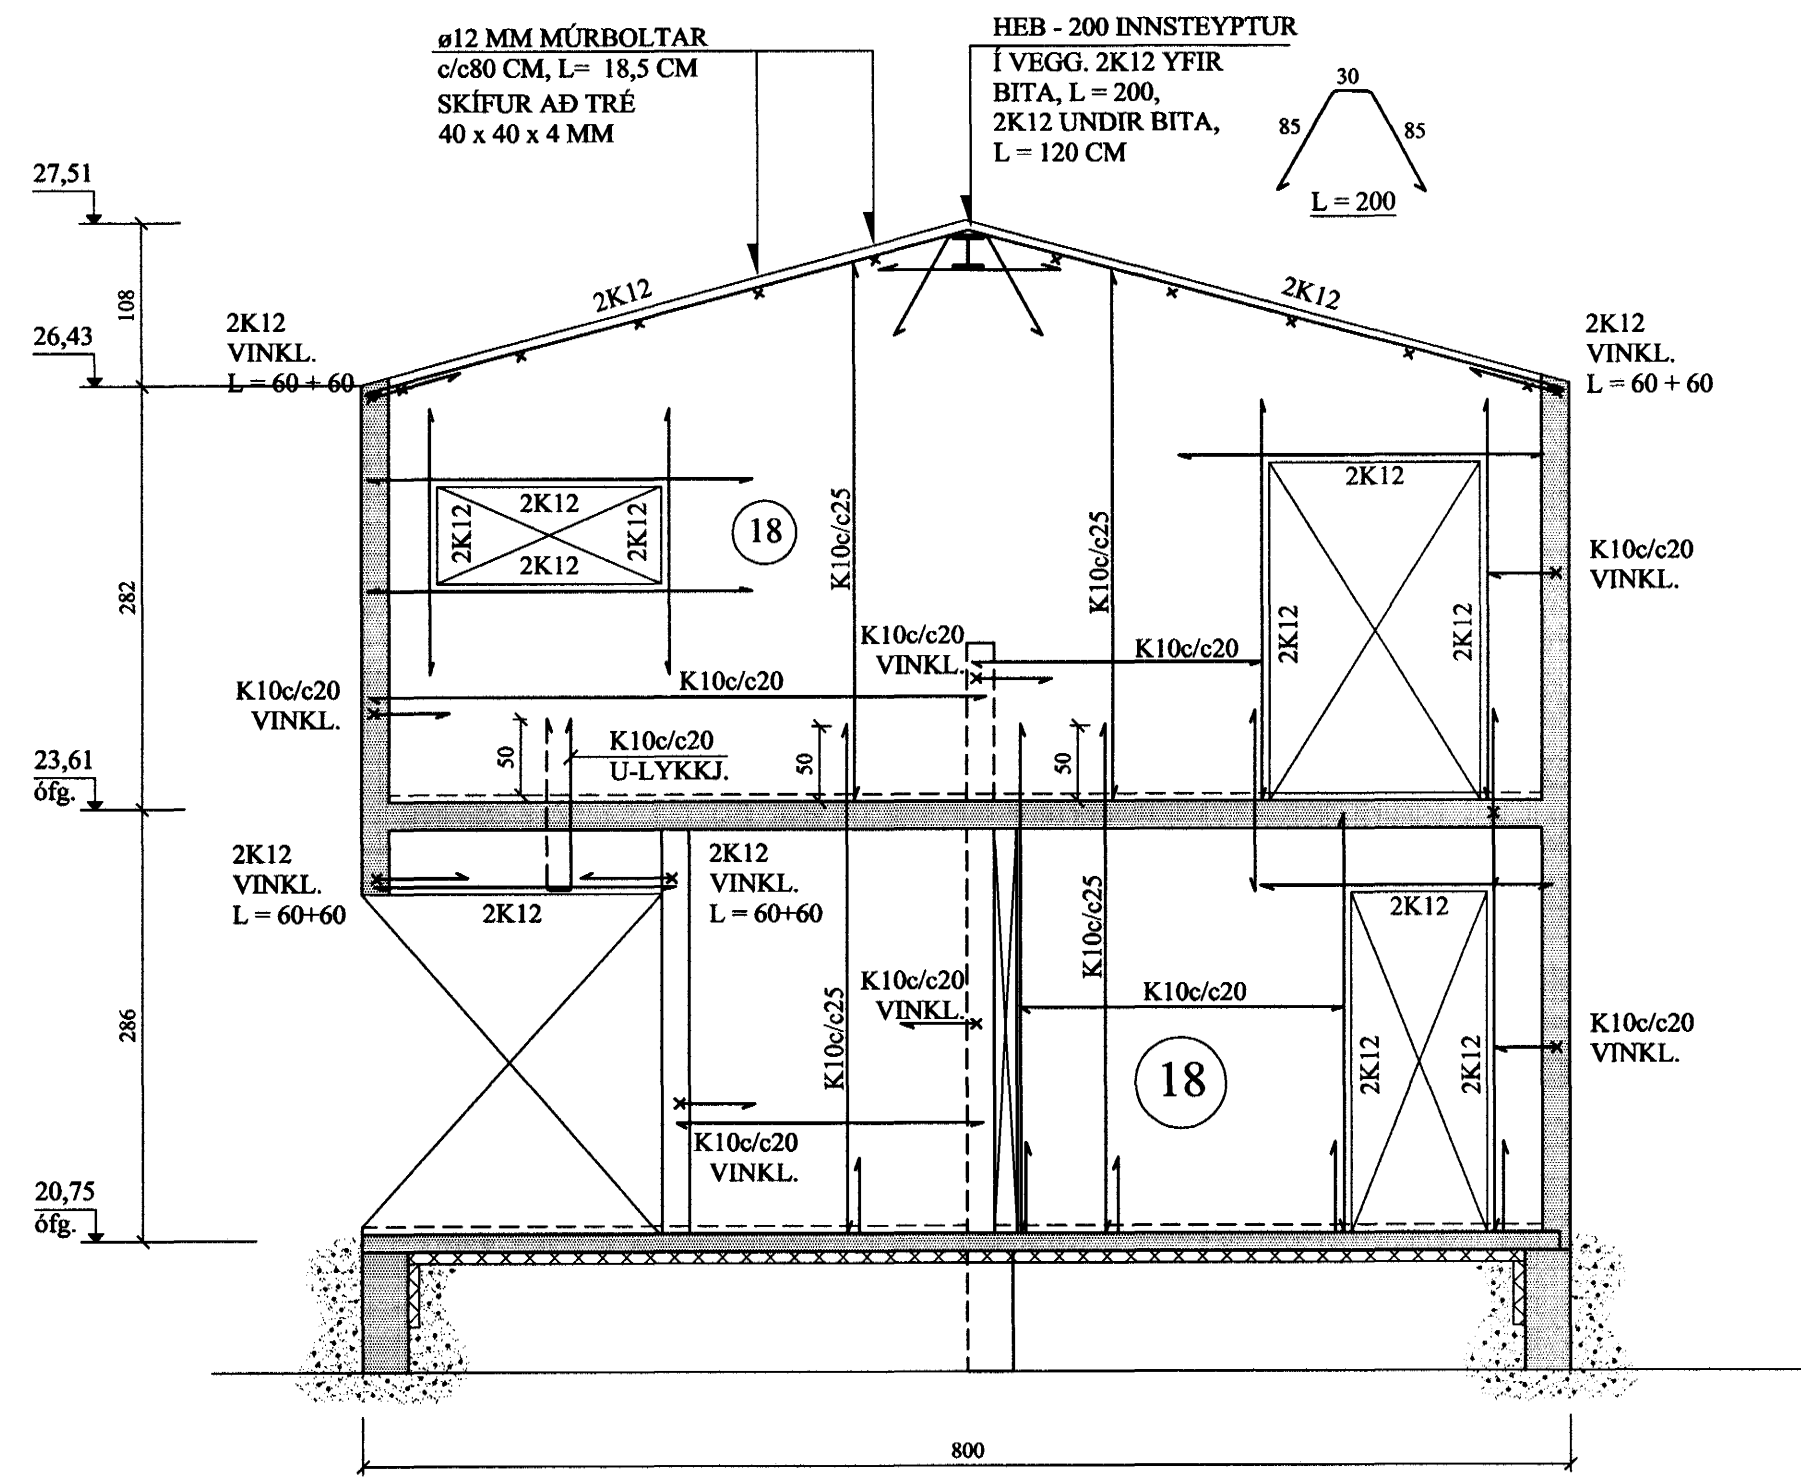 ø12 MM MÚRBOLTAR
c/c80 CM, L= 18,5 CM
SKÍFUR AÐ TRÉ
40 x 40 x 4 MM
HEB - 200 INNSTEYPTUR
Í VEGG. 2K12 YFIR
BITA, L = 200,
2K12 UNDIR BITA,
L = 120 CM
30
85
85
L = 200
27,51
108
26,43
2K12
VINKL.
L = 60 + 60
2K12
2K12
2K12
VINKL.
L = 60 + 60
282
2K12
2K12
2K12
2K12
18
K10c/c25
K10c/c25
2K12
2K12
2K12
K10c/c20
VINKL.
K10c/c20
VINKL.
K10c/c20
K10c/c20
K10c/c20
VINKL.
50
K10c/c20
U-LYKKJ.
50
50
23,61
ófg.
2K12
VINKL.
L = 60+60
2K12
2K12
VINKL.
L = 60+60
K10c/c25
2K12
286
K10c/c20
VINKL.
K10c/c20
K10c/c25
18
2K12
2K12
K10c/c20
VINKL.
K10c/c20
VINKL.
20,75
ófg.
800